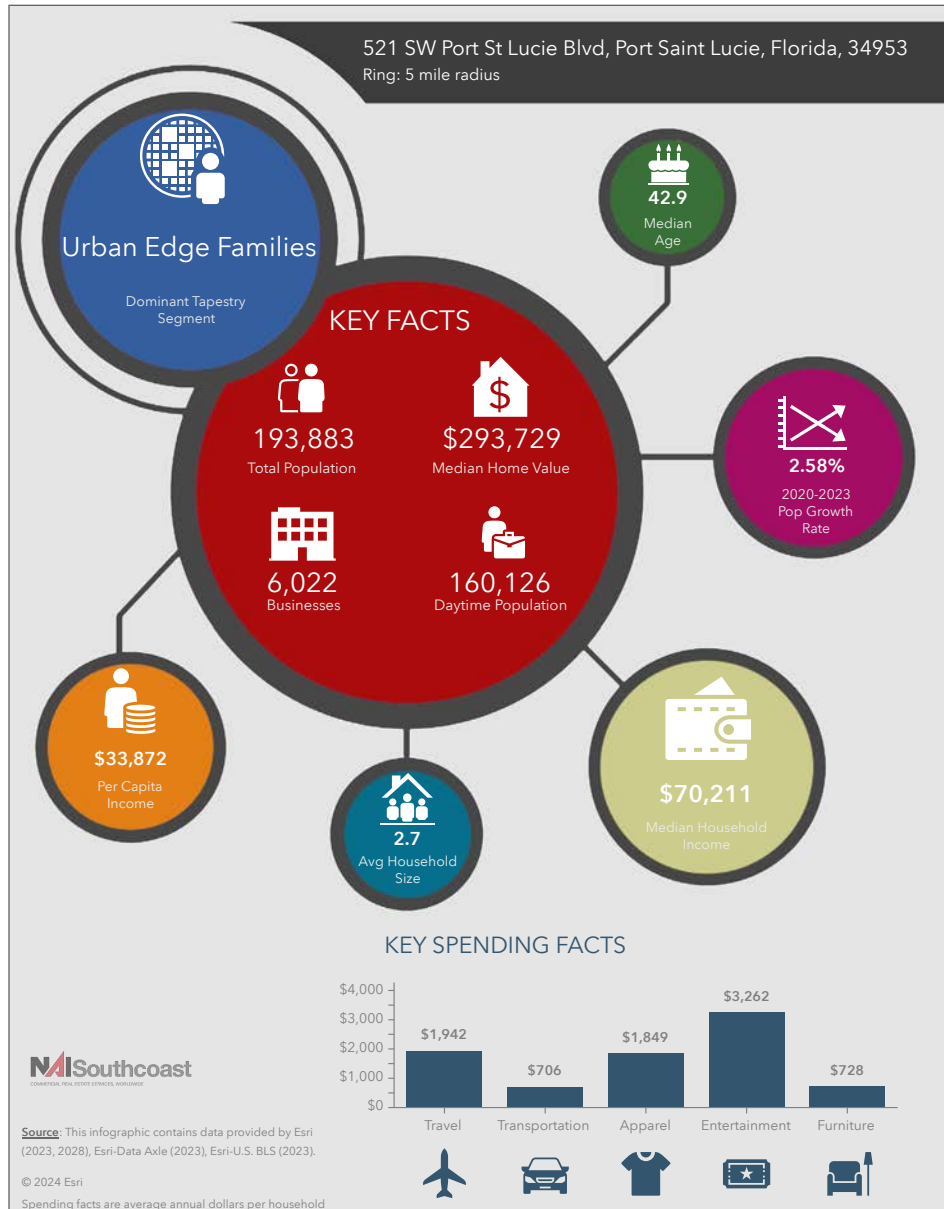 521 SW Port St Lucie Blvd, Port Saint Lucie, Florida, 34953
Ring: 5 mile radius
Urban Edge Families
Dominant Tapestry
Segment
42.9
Median
Age
KEY FACTS
193,883
Total Population
$293,729
Median Home Value
6,022
Businesses
160,126
Daytime Population
2.58%
2020-2023
Pop Growth
Rate
$33,872
Per Capita
Income
2.7
Avg Household
Size
$70,211
Median Household
Income
KEY SPENDING FACTS
$4,000
$3,000
$2,000
$1,000
$0
$1,942
$706
$1,849
$3,262
$728
Travel
Transportation
Apparel
Entertainment
Furniture
NAISouthcoast
COMMERCIAL REAL ESTATE SERVICES, WORLDWIDE
Source: This infographic contains data provided by Esri
(2023, 2028), Esri-Data Axle (2023), Esri-U.S. BLS (2023).
© 2024 Esri
Spending facts are average annual dollars per household